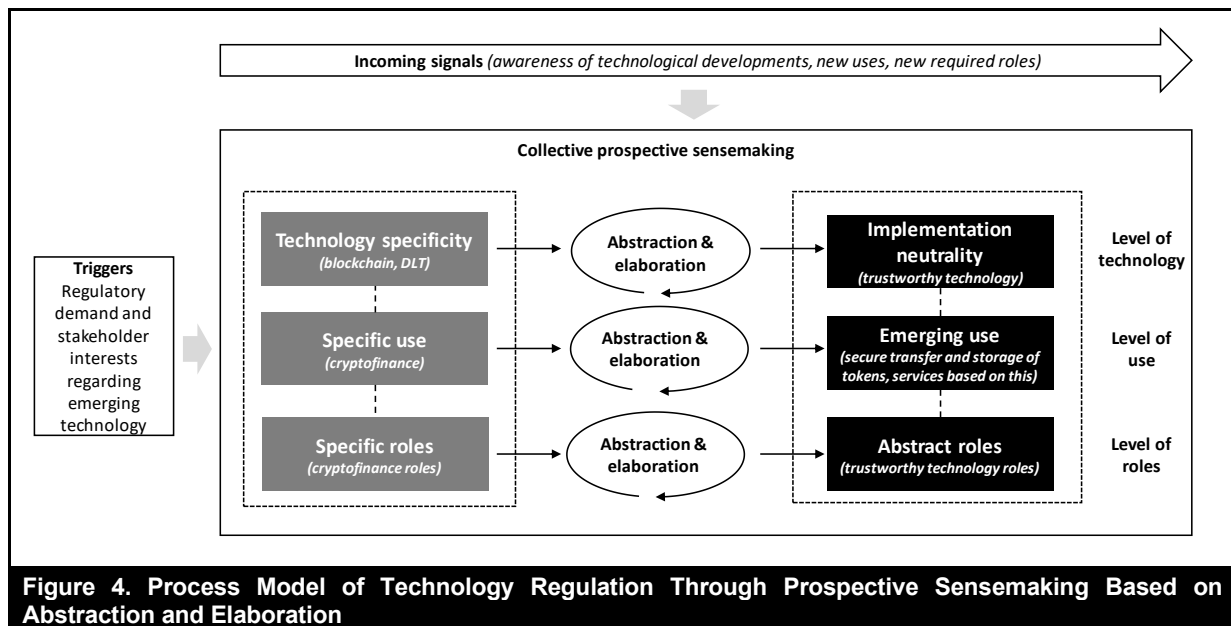 Incoming signals (awareness of technological developments, new uses, new required roles)
Collective prospective sensemaking
Triggers
Regulatory
demand and
stakeholder
interests
regarding
emerging
technology
Technology specificity
(blockchain, DLT)
Abstraction &
elaboration
Implementation
neutrality
(trustworthy technology)
Level of
technology
Specific use
(cryptofinance)
Abstraction &
elaboration
Emerging use
(secure transfer and storage of
tokens, services based on this)
Level of
use
Specific roles
(cryptofinance roles)
Abstraction &
elaboration
Abstract roles
(trustworthy technology roles)
Level of
roles
Figure 4. Process Model of Technology Regulation Through Prospective Sensemaking Based on
Abstraction and Elaboration